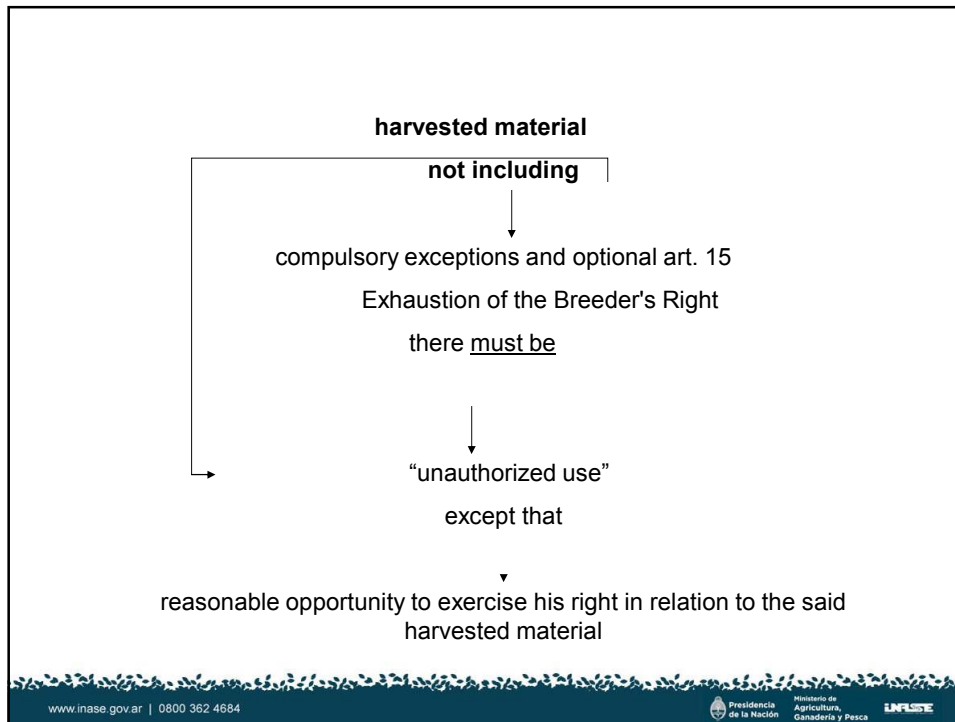 harvested material
not including
compulsory exceptions and optional art. 15
Exhaustion of the Breeder's Right
there must be
“unauthorized use”
except that
reasonable opportunity to exercise his right in relation to the said
harvested material
www.inase.gov.ar | 0800 362 4684
Presidencia
de la Nación
Ministerio de
Agricultura,
Ganadería y Pesca
INASE